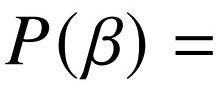 P(β) =